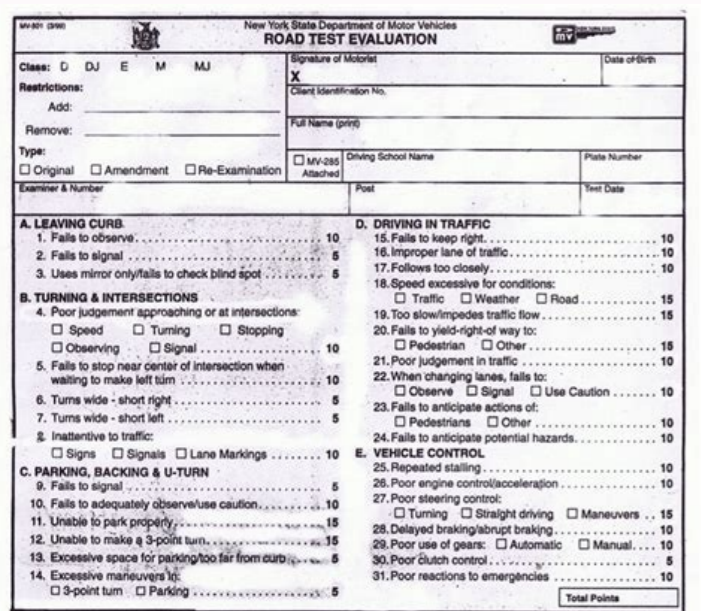 MV-501 (3/99)
New York State Department of Motor Vehicles
ROAD TEST EVALUATION
Class: D DJ E M MJ
Restrictions:
Add:
Remove:
Type:
☐ Original ☐ Amendment ☐ Re-Examination
Signature of Motorist
X
Date of Birth
Client Identification No.
Full Name (print)
☐ MV-285 Attached
Driving School Name
Plate Number
Examiner & Number
Post
Test Date
A. LEAVING CURB
1. Fails to observe 10
2. Fails to signal 5
3. Uses mirror only/fails to check blind spot 5
B. TURNING & INTERSECTIONS
4. Poor judgement approaching or at intersections:
☐ Speed ☐ Turning ☐ Stopping
☐ Observing ☐ Signal 10
5. Fails to stop near center of intersection when
waiting to make left turn 10
6. Turns wide - short right 5
7. Turns wide - short left 5
8. Inattentive to traffic:
☐ Signs ☐ Signals ☐ Lane Markings 10
C. PARKING, BACKING & U-TURN
9. Fails to signal 5
10. Fails to adequately observe/use caution 10
11. Unable to park properly 15
12. Unable to make a 3-point turn 15
13. Excessive space for parking/too far from curb 5
14. Excessive maneuvers in:
☐ 3-point turn ☐ Parking 5
D. DRIVING IN TRAFFIC
15. Fails to keep right 10
16. Improper lane of traffic 10
17. Follows too closely 10
18. Speed excessive for conditions:
☐ Traffic ☐ Weather ☐ Road 15
19. Too slow/impedes traffic flow 15
20. Fails to yield-right-of way to:
☐ Pedestrian ☐ Other 15
21. Poor judgement in traffic 10
22. When changing lanes, fails to:
☐ Observe ☐ Signal ☐ Use Caution 10
23. Fails to anticipate actions of:
☐ Pedestrians ☐ Other 10
24. Fails to anticipate potential hazards 10
E. VEHICLE CONTROL
25. Repeated stalling 10
26. Poor engine control/acceleration 10
27. Poor steering control:
☐ Turning ☐ Straight driving ☐ Maneuvers 15
28. Delayed braking/abrupt braking 10
29. Poor use of gears: ☐ Automatic ☐ Manual 10
30. Poor clutch control 5
31. Poor reactions to emergencies 10
Total Points